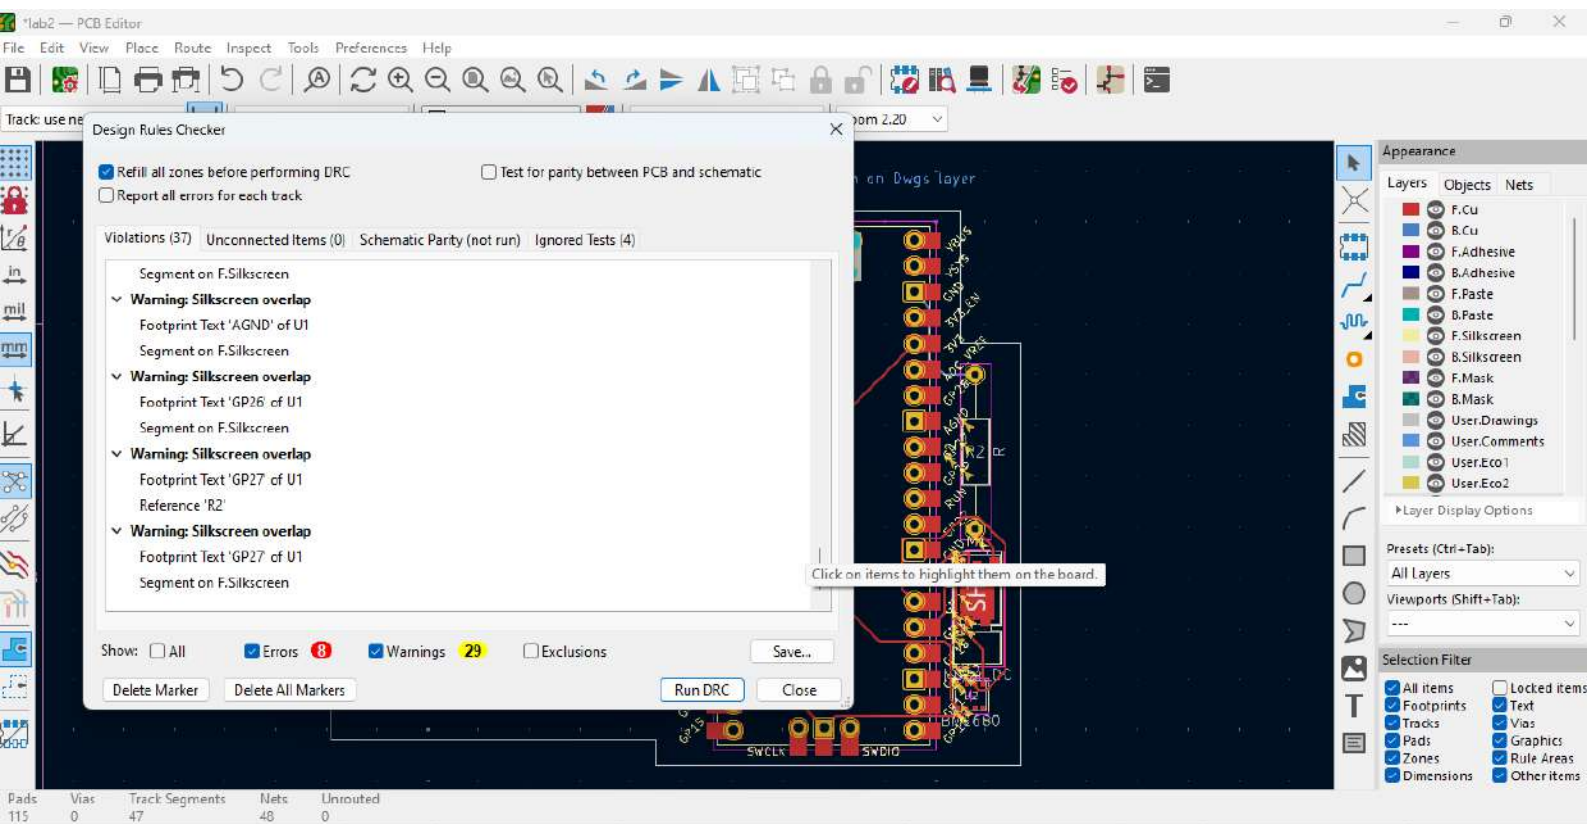 *lab2 — PCB Editor
File Edit View Place Route Inspect Tools Preferences Help
Track: use ne
oom 2.20
Design Rules Checker
Refill all zones before performing DRC
Test for parity between PCB and schematic
Report all errors for each track
Violations (37) Unconnected Items (0) Schematic Parity (not run) Ignored Tests (4)
Segment on F.Silkscreen
Warning: Silkscreen overlap
Footprint Text 'AGND' of U1
Segment on F.Silkscreen
Warning: Silkscreen overlap
Footprint Text 'GP26' of U1
Segment on F.Silkscreen
Warning: Silkscreen overlap
Footprint Text 'GP27' of U1
Reference 'R2'
Warning: Silkscreen overlap
Footprint Text 'GP27' of U1
Segment on F.Silkscreen
Click on items to highlight them on the board.
Show: All Errors 8 Warnings 29 Exclusions Save...
Delete Marker Delete All Markers Run DRC Close
on Dwgs layer
VBUS
VSYS
GND
3V3_EN
3V3
ADC_VREF
GP28
AGND
R2 R
RUN
GP22
GND
SH
DC
BME680
GP15
SWCLK SWDIO
in
mil
mm
Appearance
Layers Objects Nets
F.Cu
B.Cu
F.Adhesive
B.Adhesive
F.Paste
B.Paste
F.Silkscreen
B.Silkscreen
F.Mask
B.Mask
User.Drawings
User.Comments
User.Eco1
User.Eco2
Layer Display Options
Presets (Ctrl+Tab):
All Layers
Viewports (Shift+Tab):
---
Selection Filter
All items Locked items
Footprints Text
Tracks Vias
Pads Graphics
Zones Rule Areas
Dimensions Other items
Pads Vias Track Segments Nets Unrouted
115 0 47 48 0